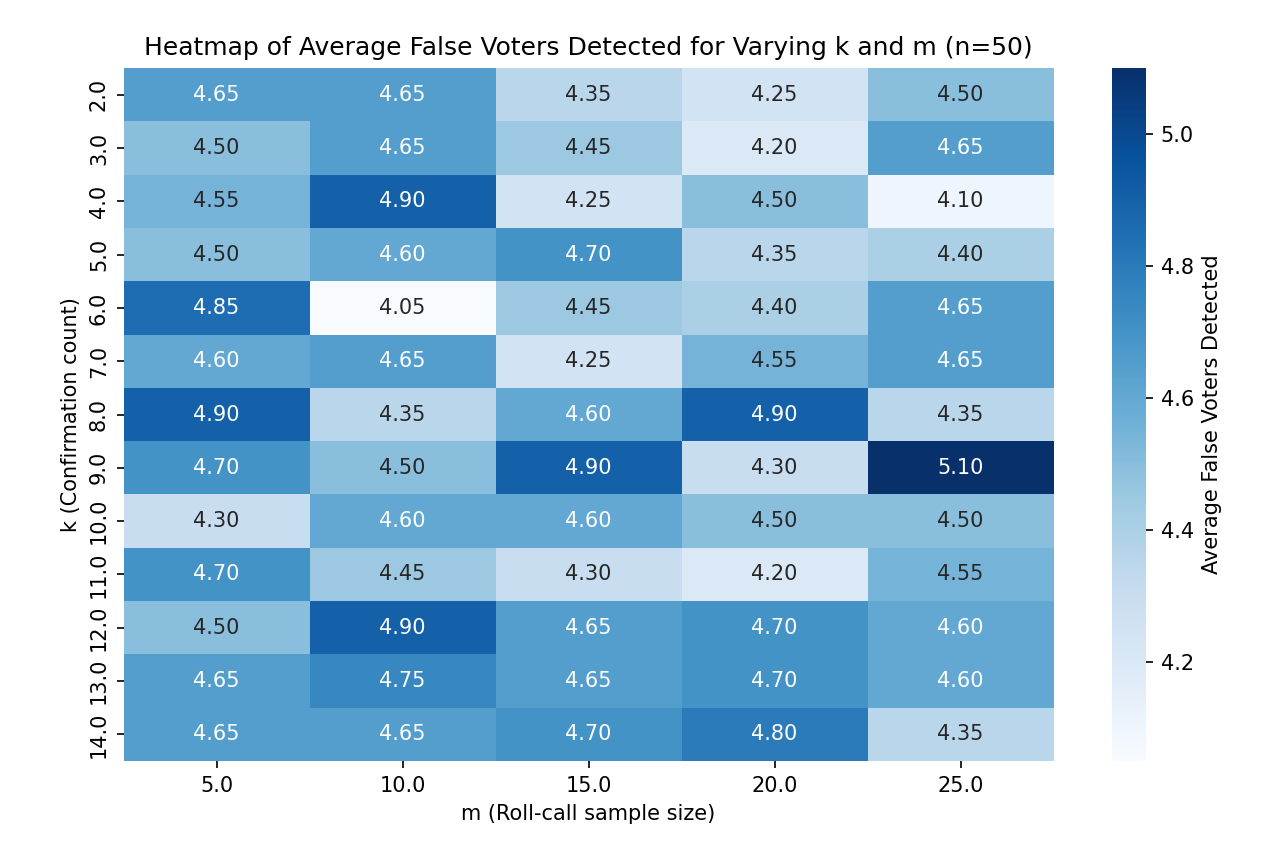 Heatmap of Average False Voters Detected for Varying k and m (n=50)
k (Confirmation count)
2.0 4.65 4.65 4.35 4.25 4.50
3.0 4.50 4.65 4.45 4.20 4.65
4.0 4.55 4.90 4.25 4.50 4.10
5.0 4.50 4.60 4.70 4.35 4.40
6.0 4.85 4.05 4.45 4.40 4.65
7.0 4.60 4.65 4.25 4.55 4.65
8.0 4.90 4.35 4.60 4.90 4.35
9.0 4.70 4.50 4.90 4.30 5.10
10.0 4.30 4.60 4.60 4.50 4.50
11.0 4.70 4.45 4.30 4.20 4.55
12.0 4.50 4.90 4.65 4.70 4.60
13.0 4.65 4.75 4.65 4.70 4.60
14.0 4.65 4.65 4.70 4.80 4.35
5.0 10.0 15.0 20.0 25.0
m (Roll-call sample size)
5.0
4.8
4.6
4.4
4.2
Average False Voters Detected